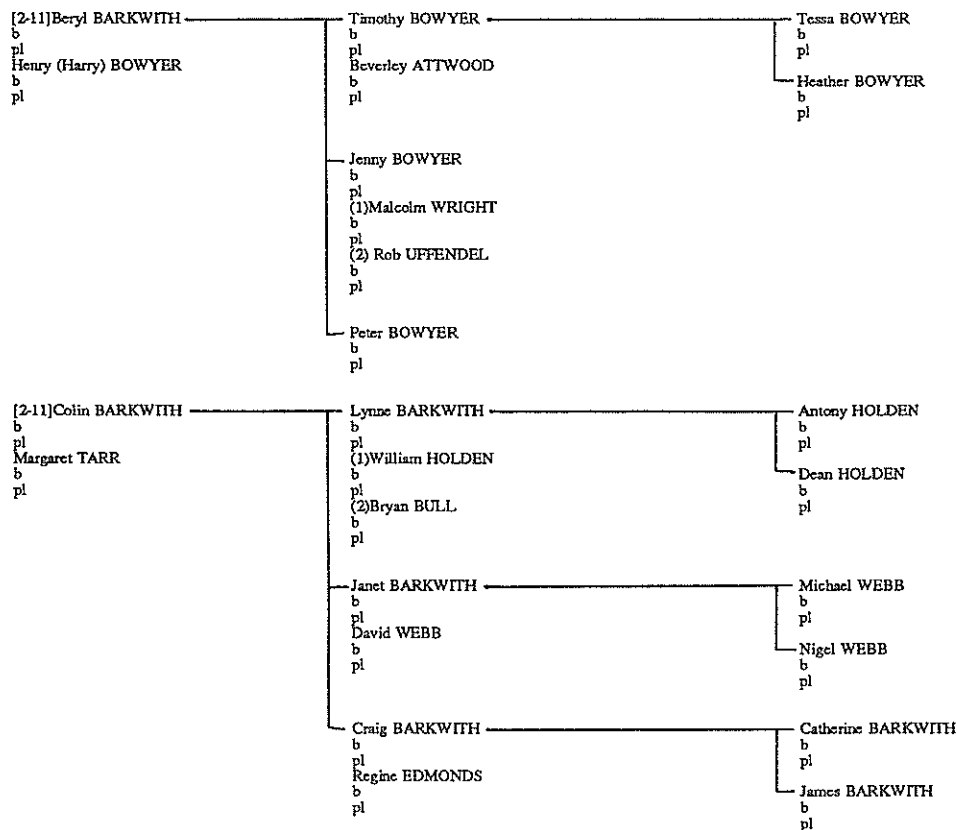 [2-11]Beryl BARKWITH
b
pl
Henry (Harry) BOWYER
b
pl
Timothy BOWYER
b
pl
Beverley ATTWOOD
b
pl
Tessa BOWYER
b
pl
Heather BOWYER
b
pl
Jenny BOWYER
b
pl
(1)Malcolm WRIGHT
b
pl
(2) Rob UFFENDEL
b
pl
Peter BOWYER
b
pl
[2-11]Colin BARKWITH
b
pl
Margaret TARR
b
pl
Lynne BARKWITH
b
pl
(1)William HOLDEN
b
pl
(2)Bryan BULL
b
pl
Antony HOLDEN
b
pl
Dean HOLDEN
b
pl
Janet BARKWITH
b
pl
David WEBB
b
pl
Michael WEBB
b
pl
Nigel WEBB
b
pl
Craig BARKWITH
b
pl
Regine EDMONDS
b
pl
Catherine BARKWITH
b
pl
James BARKWITH
b
pl